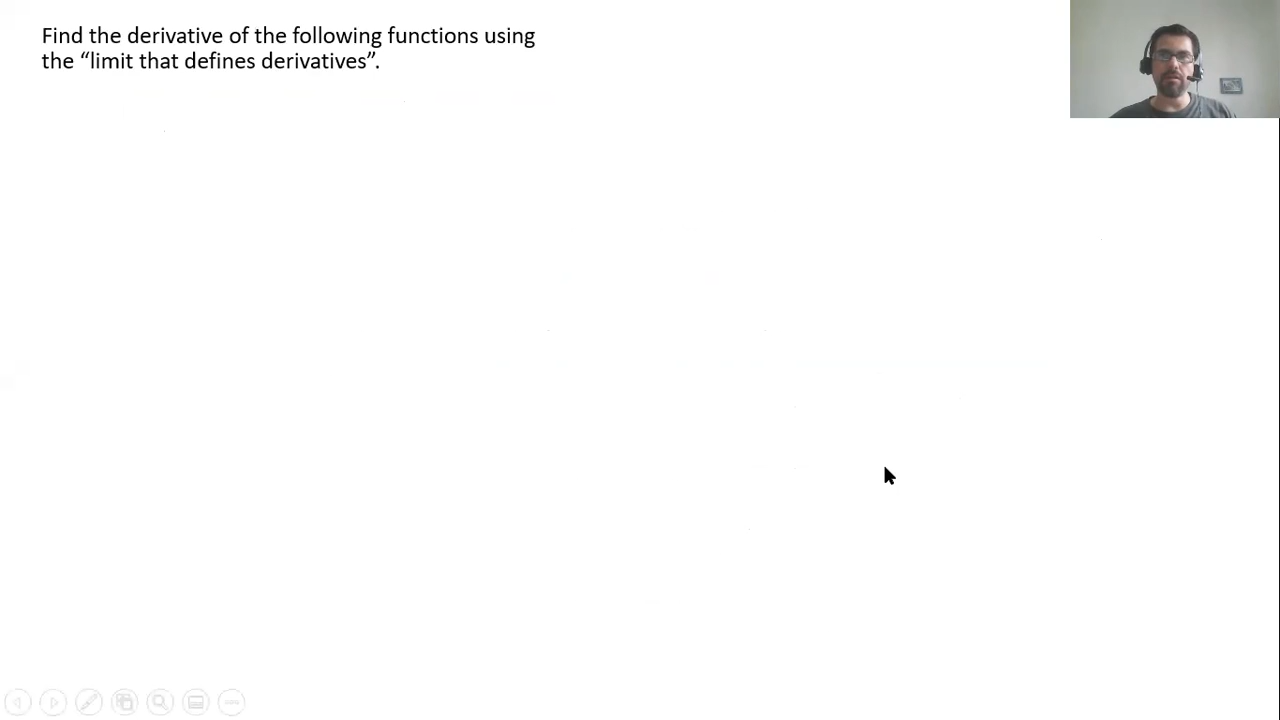 Find the derivative of the following functions using
the “limit that defines derivatives”.